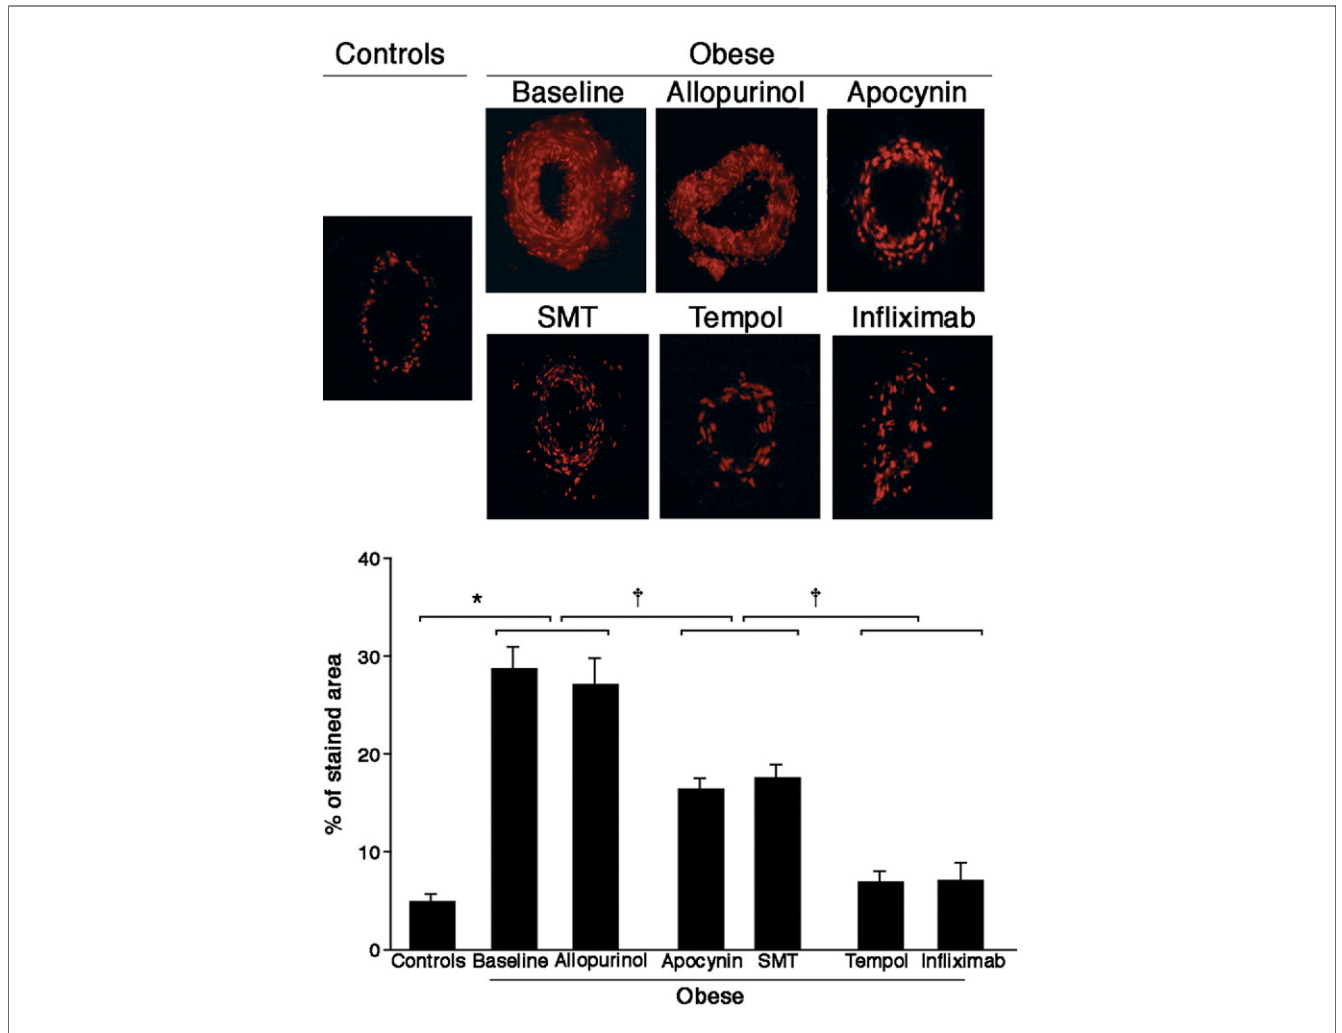 Controls Obese
Baseline Allopurinol Apocynin
SMT Tempol Infliximab
% of stained area
40
30
20
10
0
* † †
Controls Baseline Allopurinol Apocynin SMT Tempol Infliximab
Obese